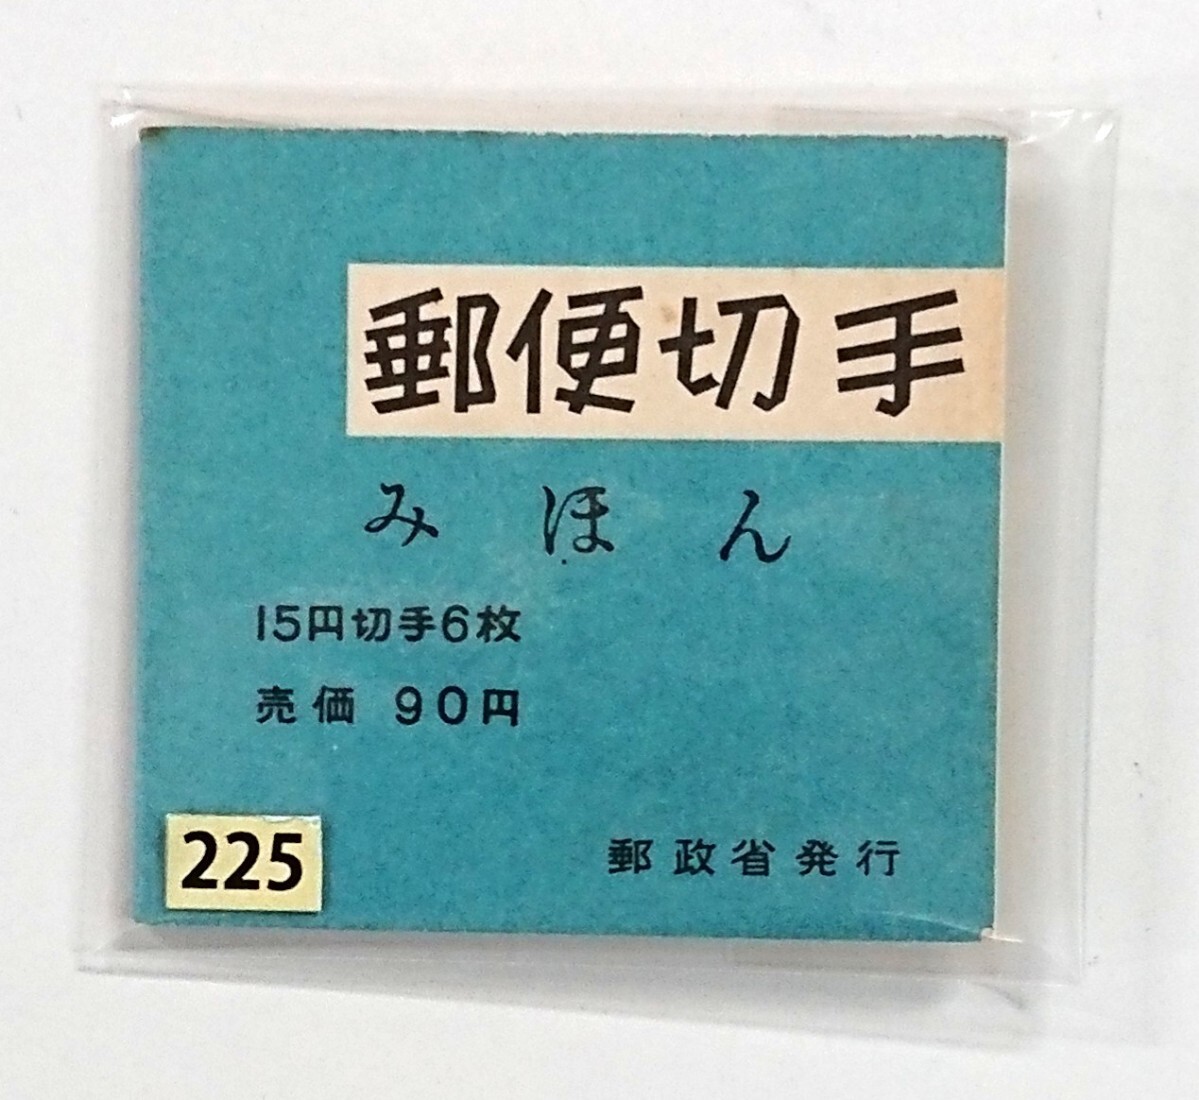 郵便切手
みほん
15円切手6枚
売価 90円
225
郵政省発行